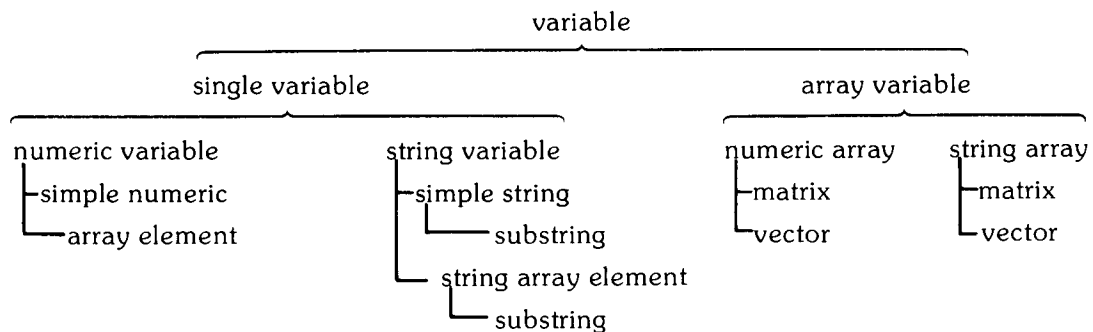 variable
single variable array variable
numeric variable string variable numeric array string array
simple numeric simple string matrix matrix
array element substring vector vector
string array element
substring